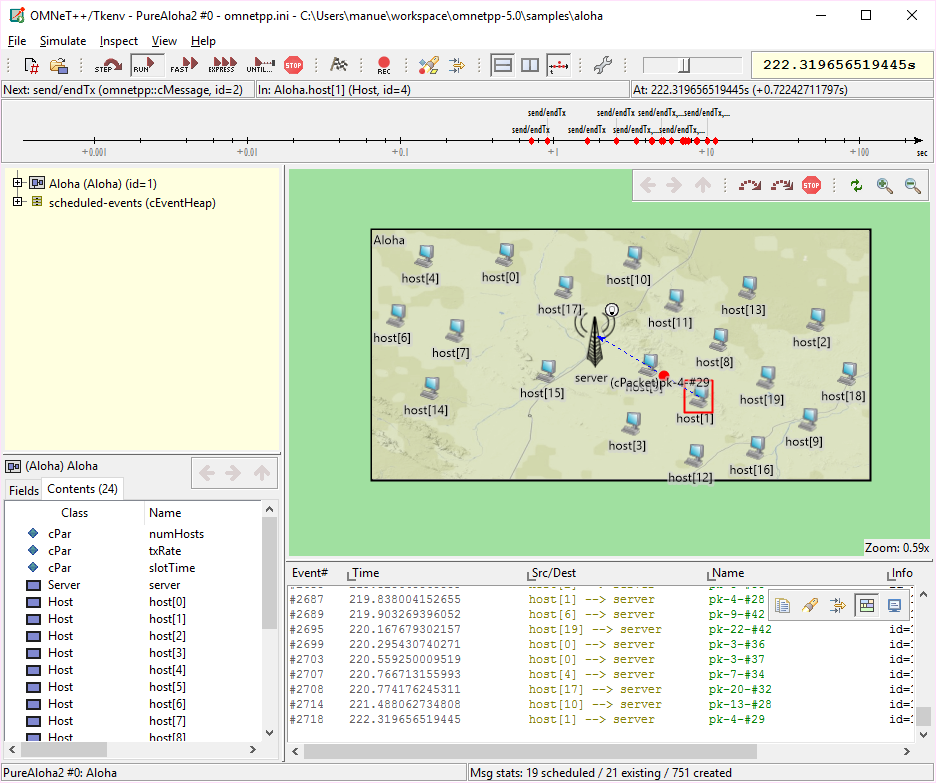 OMNeT++/Tkenv - PureAloha2 #0 - omnetpp.ini - C:\Users\manue\workspace\omnetpp-5.0\samples\aloha
File Simulate Inspect View Help
STEP RUN FAST EXPRESS UNTIL... STOP REC 222.319656519445s
Next: send/endTx (omnetpp::cMessage, id=2) In: Aloha.host[1] (Host, id=4) At: 222.319656519445s (+0.72242711797s)
send/endTx send/endTx send/endTx,...send/endTx,...
send/endTx send/endTx send/endTx,...send/endTx,...
+0.001 +0.01 +0.1 +1 +10 +100 sec
Aloha (Aloha) (id=1)
scheduled-events (cEventHeap)
STOP
Aloha
host[4]
host[0]
host[10]
host[17]
host[13]
host[11]
host[6]
host[7]
host[2]
host[8]
server
(cPacket)pk-4-#29
host[15]
host[14]
host[1]
host[19]
host[18]
host[3]
host[9]
host[16]
host[12]
Zoom: 0.59x
(Aloha) Aloha
Fields Contents (24)
Class Name
cPar numHosts
cPar txRate
cPar slotTime
Server server
Host host[0]
Host host[1]
Host host[2]
Host host[3]
Host host[4]
Host host[5]
Host host[6]
Host host[7]
Host host[8]
Event# Time Src/Dest Name Info
#2687 219.838004152655 host[1] --> server pk-4-#28
#2689 219.903269396052 host[6] --> server pk-9-#42
#2695 220.167679302157 host[19] --> server pk-22-#42 id=1
#2699 220.295430740271 host[0] --> server pk-3-#36 id=1
#2703 220.559250009519 host[0] --> server pk-3-#37 id=1
#2707 220.766713155993 host[4] --> server pk-7-#34 id=1
#2708 220.774176245311 host[17] --> server pk-20-#32 id=1
#2714 221.488062734808 host[10] --> server pk-13-#28 id=1
#2718 222.319656519445 host[1] --> server pk-4-#29 id=1
PureAloha2 #0: Aloha Msg stats: 19 scheduled / 21 existing / 751 created